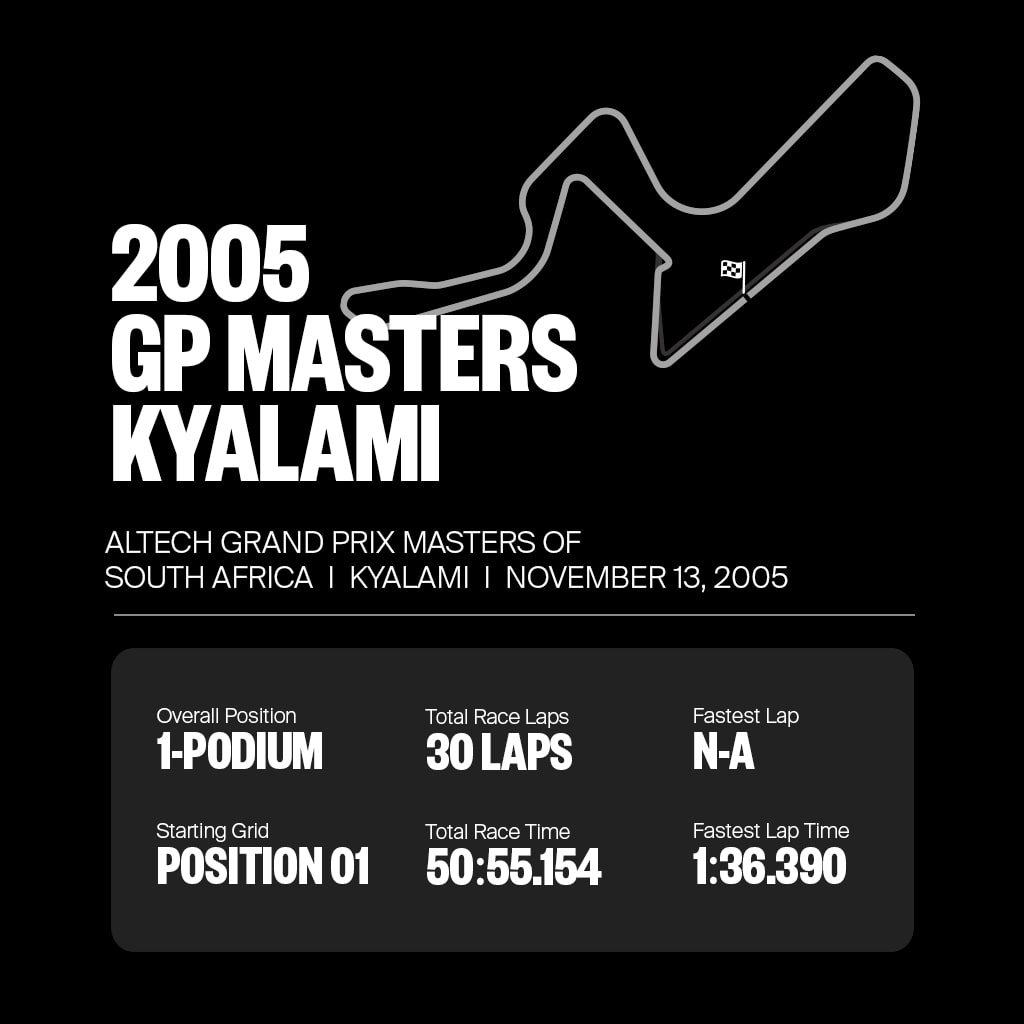 2005
GP MASTERS
KYALAMI
ALTECH GRAND PRIX MASTERS OF
SOUTH AFRICA | KYALAMI | NOVEMBER 13, 2005
Overall Position
1-PODIUM
Total Race Laps
30 LAPS
Fastest Lap
N-A
Starting Grid
POSITION 01
Total Race Time
50:55.154
Fastest Lap Time
1:36.390